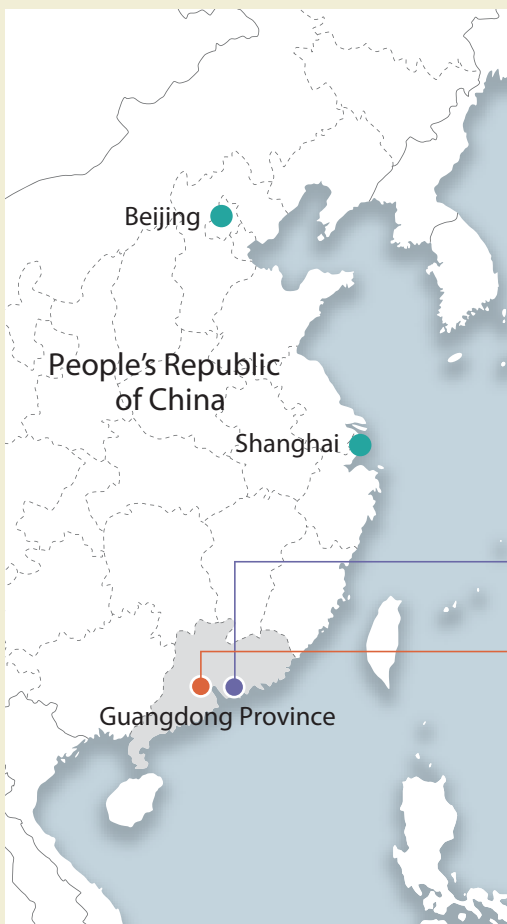 Beijing
People's Republic
of China
Shanghai
Guangdong Province